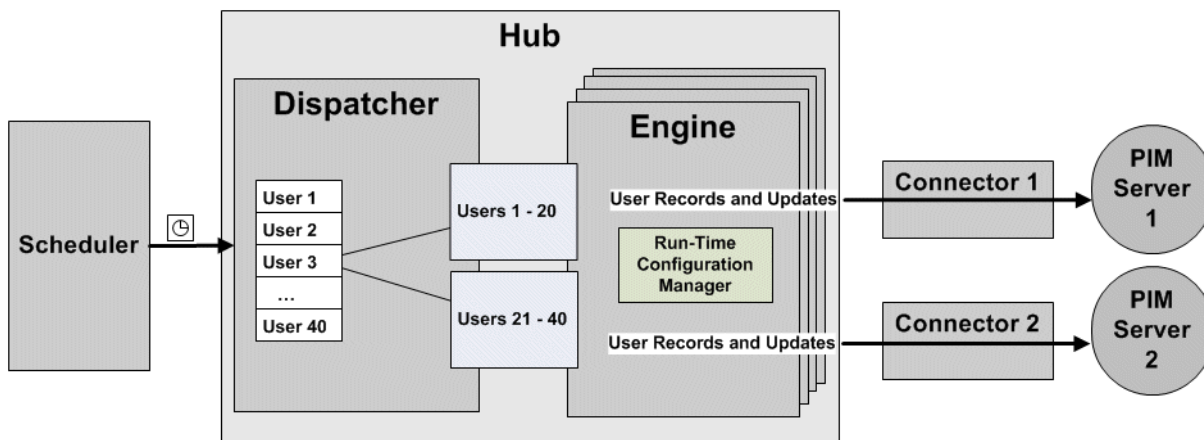 Hub
Dispatcher
Engine
Scheduler
User 1
User 2
User 3
...
User 40
Users 1 - 20
Users 21 - 40
User Records and Updates
Run-Time
Configuration
Manager
User Records and Updates
Connector 1
Connector 2
PIM
Server
1
PIM
Server
2